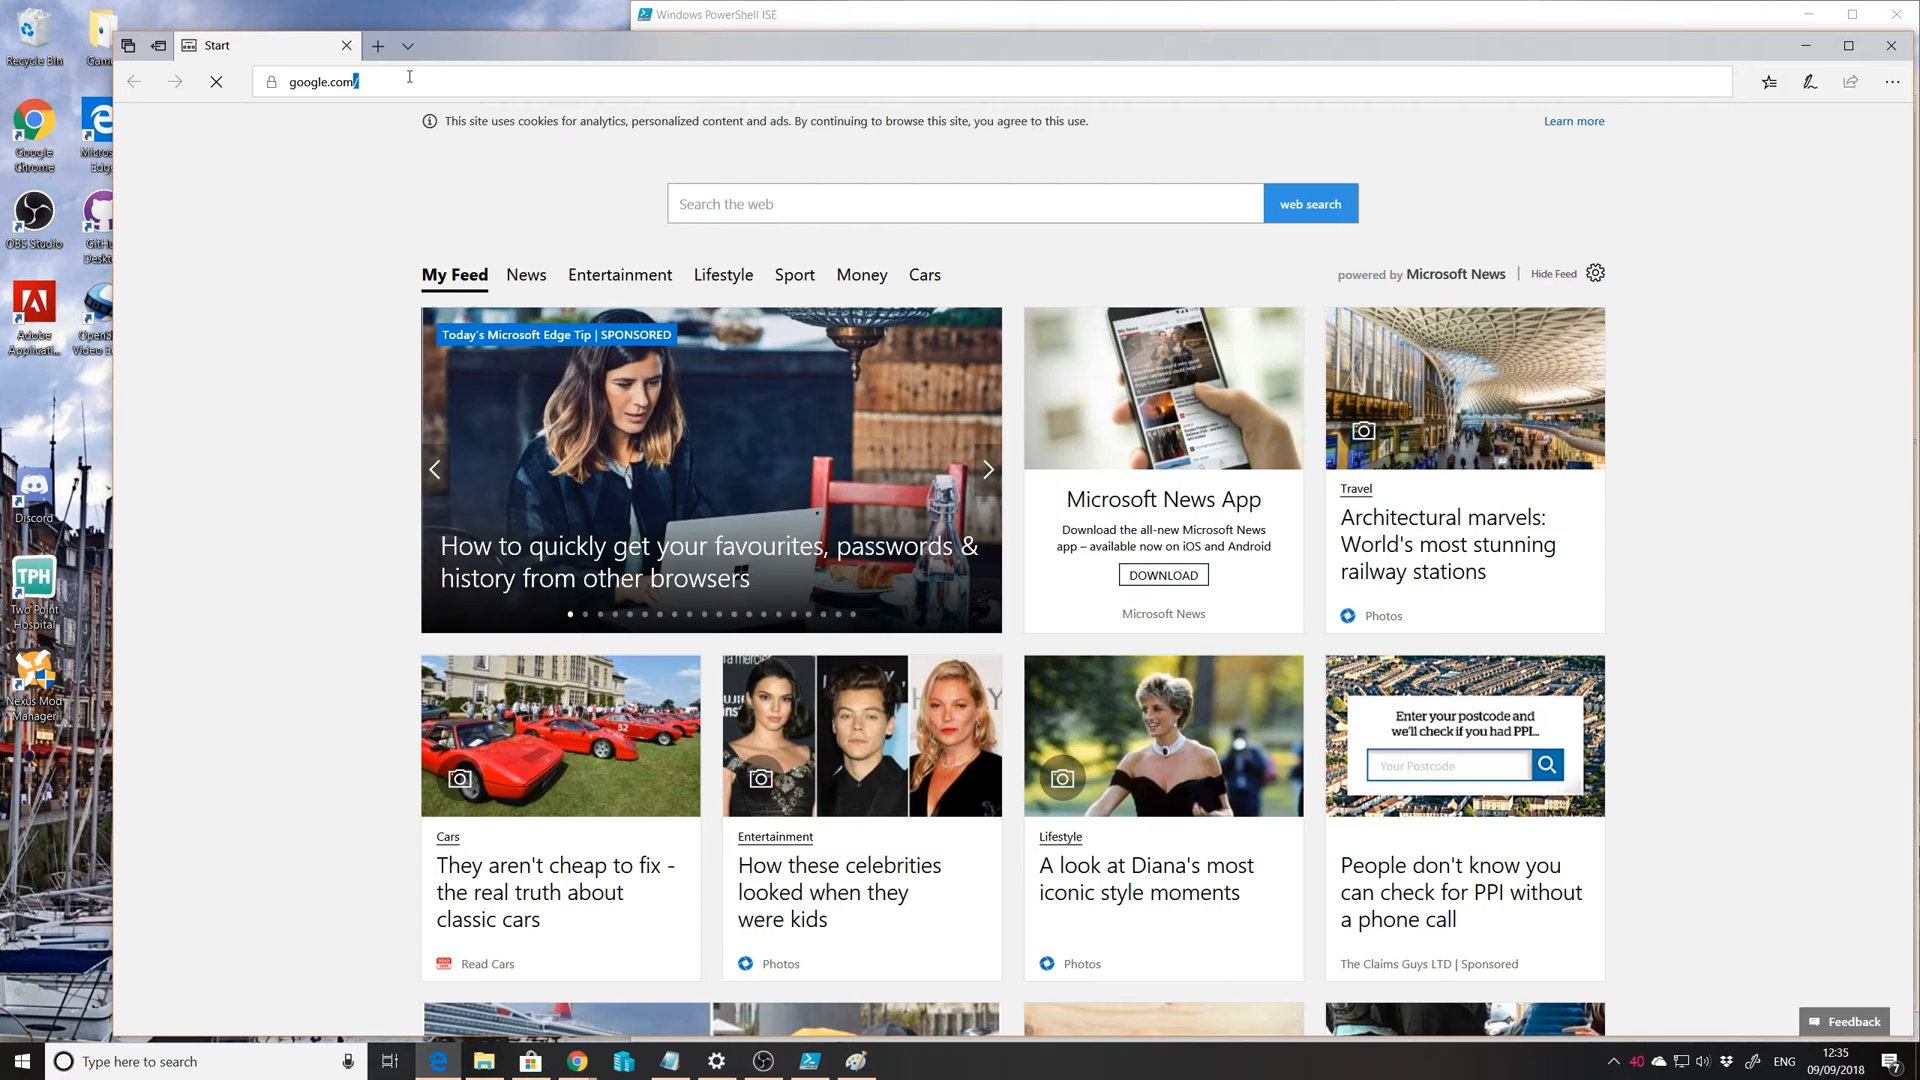 Windows PowerShell ISE
Start
google.com/
This site uses cookies for analytics, personalized content and ads. By continuing to browse this site, you agree to this use.
Learn more
Search the web
web search
My Feed
News
Entertainment
Lifestyle
Sport
Money
Cars
powered by Microsoft News
Hide Feed
Today's Microsoft Edge Tip | SPONSORED
How to quickly get your favourites, passwords &
history from other browsers
Microsoft News App
Download the all-new Microsoft News
app – available now on iOS and Android
DOWNLOAD
Microsoft News
Travel
Architectural marvels:
World's most stunning
railway stations
Photos
52
Cars
They aren't cheap to fix -
the real truth about
classic cars
Read Cars
Entertainment
How these celebrities
looked when they
were kids
Photos
Lifestyle
A look at Diana's most
iconic style moments
Photos
Enter your postcode and
we'll check if you had PPI...
Your Postcode
People don't know you
can check for PPI without
a phone call
The Claims Guys LTD | Sponsored
Feedback
Recycle Bin
Game
Google
Chrome
Micros
Edge
OBS Studio
GitHu
Deskt
Adobe
Applicati...
OpenS
Video E
Discord
TPH
Two Point
Hospital
Nexus Mod
Manager
Type here to search
40
ENG
12:35
09/09/2018
7